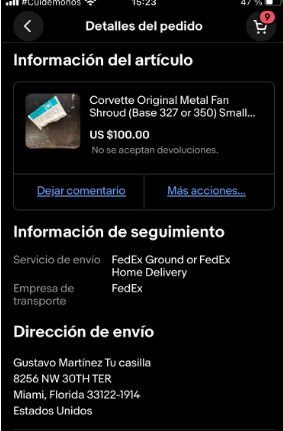 #Cuidemonos 15:23 47 %
Detalles del pedido
9
Información del artículo
Corvette Original Metal Fan
Shroud (Base 327 or 350) Small...
US $100.00
No se aceptan devoluciones.
Dejar comentario Más acciones...
Información de seguimiento
Servicio de envío FedEx Ground or FedEx
Home Delivery
Empresa de FedEx
transporte
Dirección de envío
Gustavo Martínez Tu casilla
8256 NW 30TH TER
Miami, Florida 33122-1914
Estados Unidos